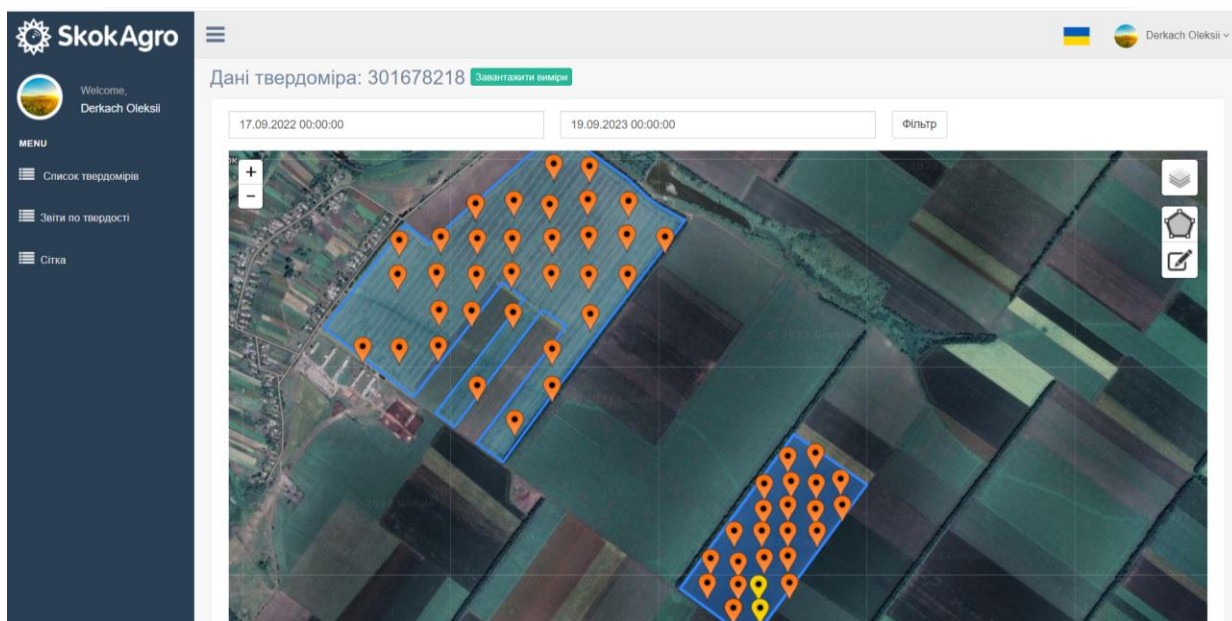 SkokAgro
Derkach Oleksii
Welcome,
Derkach Oleksii
MENU
Список твердомірів
Звіти по твердості
Сітка
Дані твердоміра: 301678218 Завантажити виміри
17.09.2022 00:00:00 19.09.2023 00:00:00 Фільтр
+
−